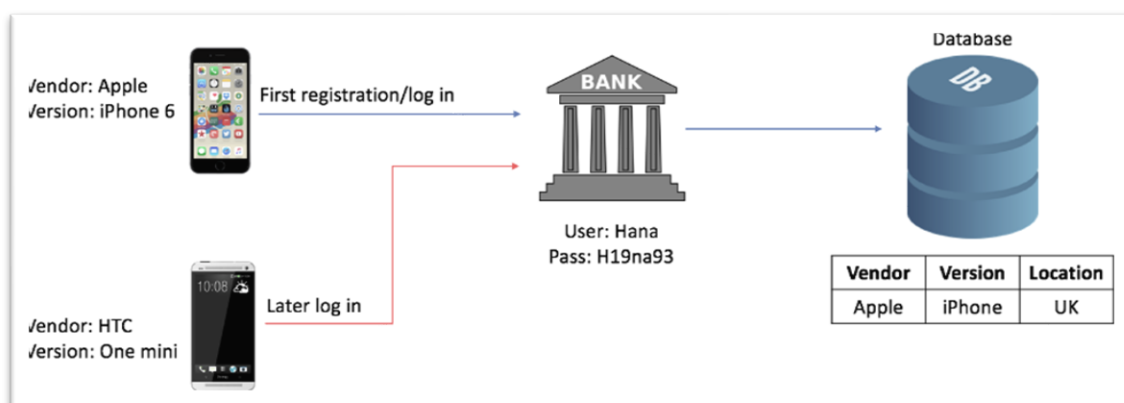 Database
DB
BANK
Vendor: Apple
Version: iPhone 6
First registration/log in
User: Hana
Pass: H19na93
Vendor	Version	Location
Apple	iPhone	UK
10:08
Later log in
Vendor: HTC
Version: One mini